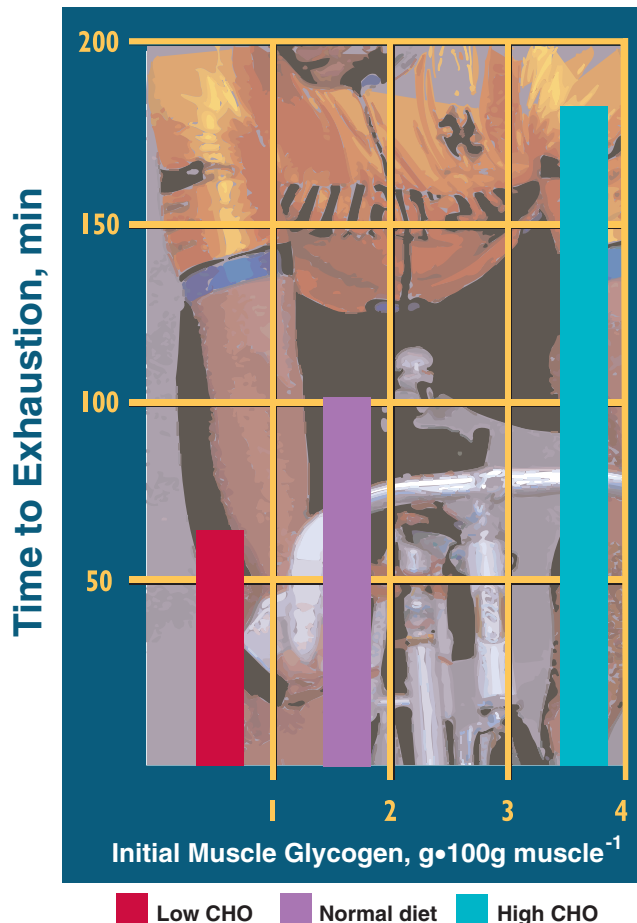 200
150
100
50
Time to Exhaustion, min
1 2 3 4
Initial Muscle Glycogen, g•100g muscle⁻¹
Low CHO Normal diet High CHO